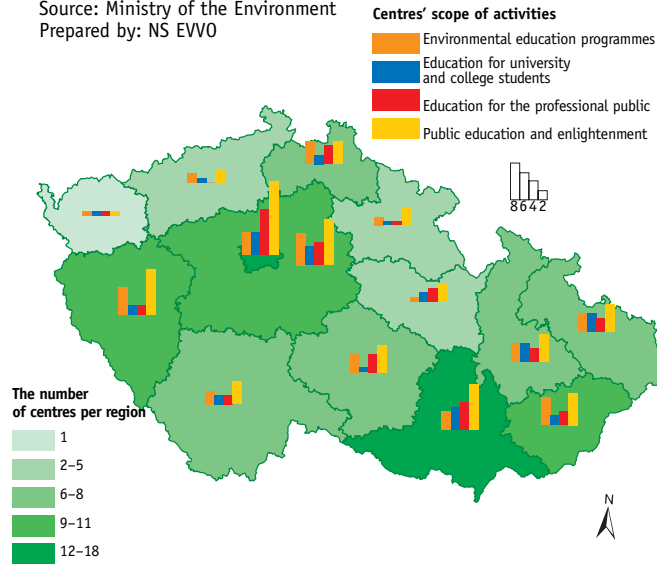 Source: Ministry of the Environment
Prepared by: NS EVVO
Centres' scope of activities
Environmental education programmes
Education for university
and college students
Education for the professional public
Public education and enlightenment
8642
The number
of centres per region
1
2–5
6–8
9–11
12–18
N